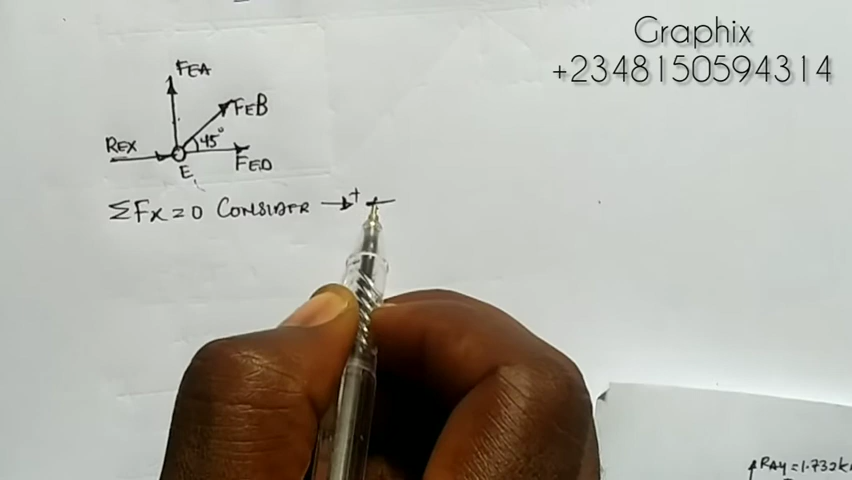 Graphix
+2348150594314
FEA
FEB
REX
45°
FED
E
ΣFx=0 CONSIDER →+
RAY=1.732k